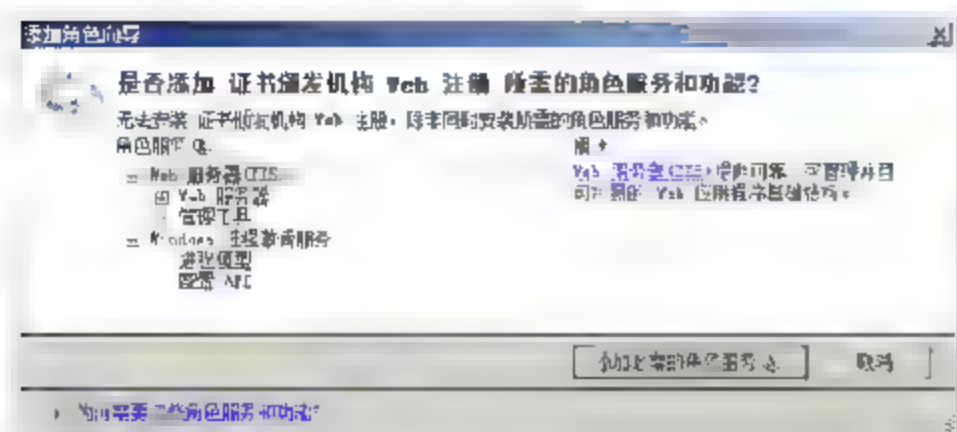 添加角色向导
是否添加 证书颁发机构 Web 注册 所需的角色服务和功能?
无法安装 证书颁发机构 Web 注册，除非同时安装所需的角色服务和功能。
角色服务
Web 服务器(IIS)
Web 服务器
管理工具
Windows 进程激活服务
进程模型
配置 API
Web 服务器(IIS)提供可靠、可管理并且
可扩展的 Web 应用程序基础结构。
添加必需的角色服务
取消
为何需要这些角色服务和功能?